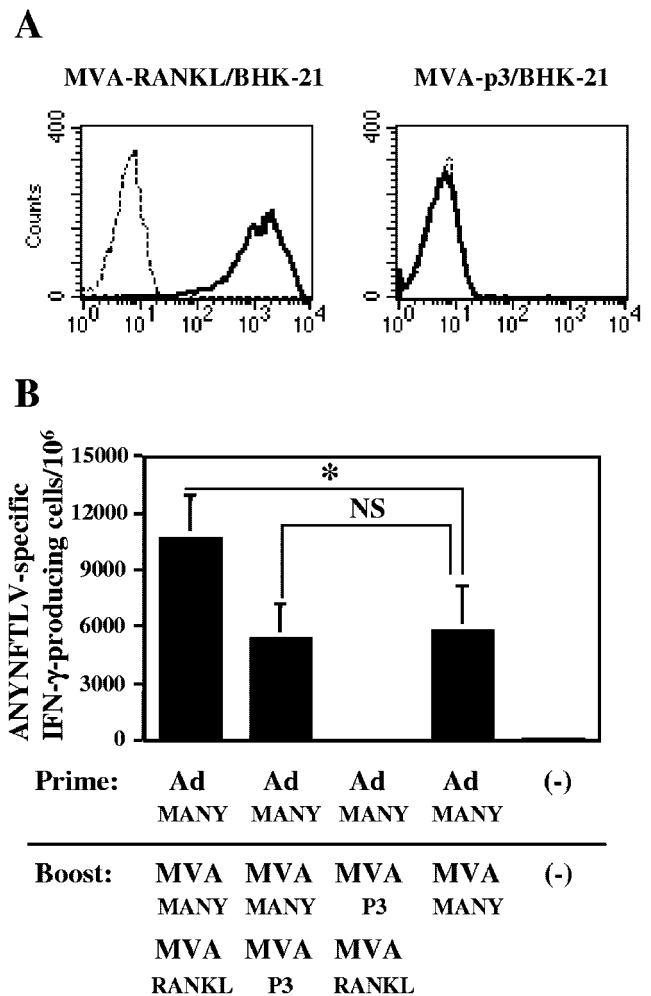 A
MVA-RANKL/BHK-21 MVA-p3/BHK-21
400 400
Counts
0 0
10⁰ 10¹ 10² 10³ 10⁴ 10⁰ 10¹ 10² 10³ 10⁴
B
ANYNFTLV-specific
IFN-γ-producing cells/10⁶
15000
*
12000
NS
9000
6000
3000
0
Prime: Ad Ad Ad Ad (-)
MANY MANY MANY MANY
Boost: MVA MVA MVA MVA (-)
MANY MANY P3 MANY
MVA MVA MVA
RANKL P3 RANKL